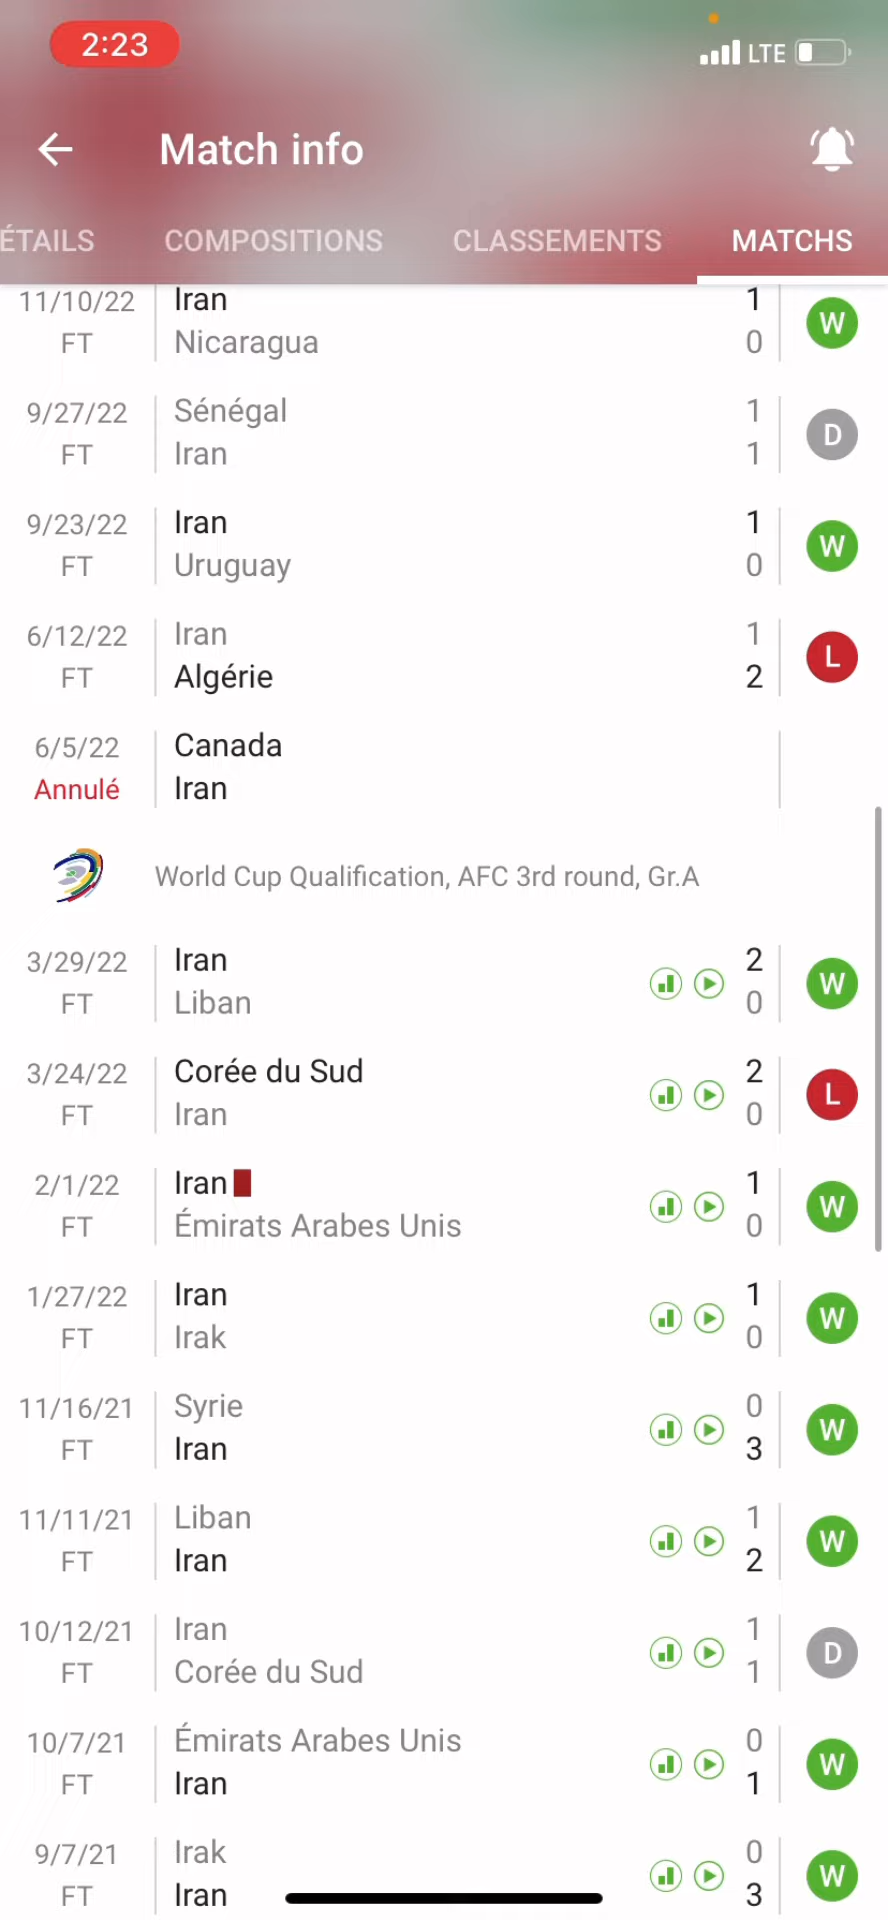 2:23 LTE
Match info
ÉTAILS COMPOSITIONS CLASSEMENTS MATCHS
11/10/22 Iran 1 W
FT Nicaragua 0
9/27/22 Sénégal 1 D
FT Iran 1
9/23/22 Iran 1 W
FT Uruguay 0
6/12/22 Iran 1 L
FT Algérie 2
6/5/22 Canada
Annulé Iran
World Cup Qualification, AFC 3rd round, Gr.A
3/29/22 Iran 2 W
FT Liban 0
3/24/22 Corée du Sud 2 L
FT Iran 0
2/1/22 Iran 1 W
FT Émirats Arabes Unis 0
1/27/22 Iran 1 W
FT Irak 0
11/16/21 Syrie 0 W
FT Iran 3
11/11/21 Liban 1 W
FT Iran 2
10/12/21 Iran 1 D
FT Corée du Sud 1
10/7/21 Émirats Arabes Unis 0 W
FT Iran 1
9/7/21 Irak 0 W
FT Iran 3